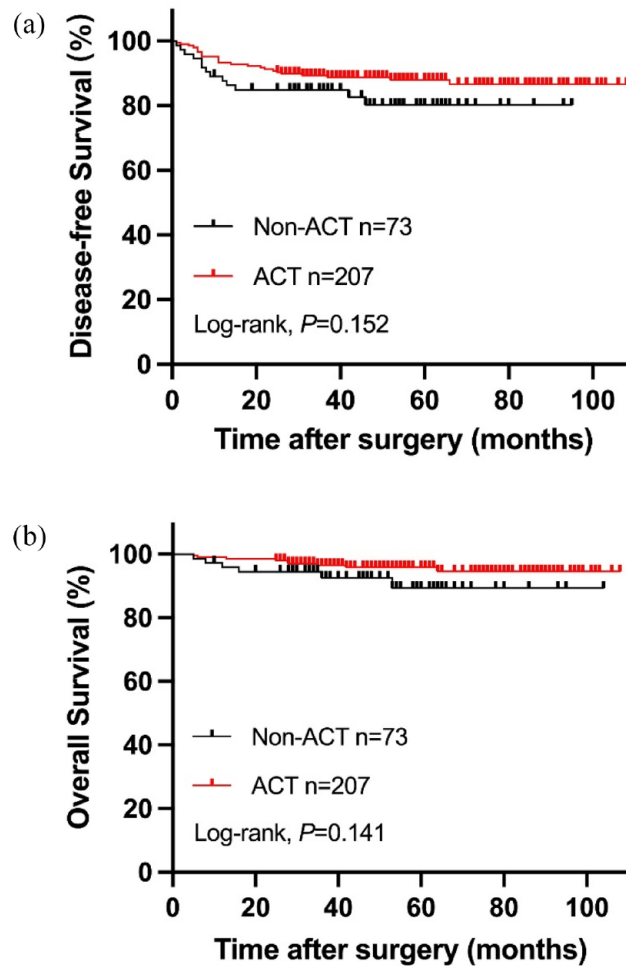 (a)
Disease-free Survival (%)
100
80
60
40
20
0
Non-ACT n=73
ACT n=207
Log-rank, P=0.152
0 20 40 60 80 100
Time after surgery (months)
(b)
Overall Survival (%)
100
80
60
40
20
0
Non-ACT n=73
ACT n=207
Log-rank, P=0.141
0 20 40 60 80 100
Time after surgery (months)